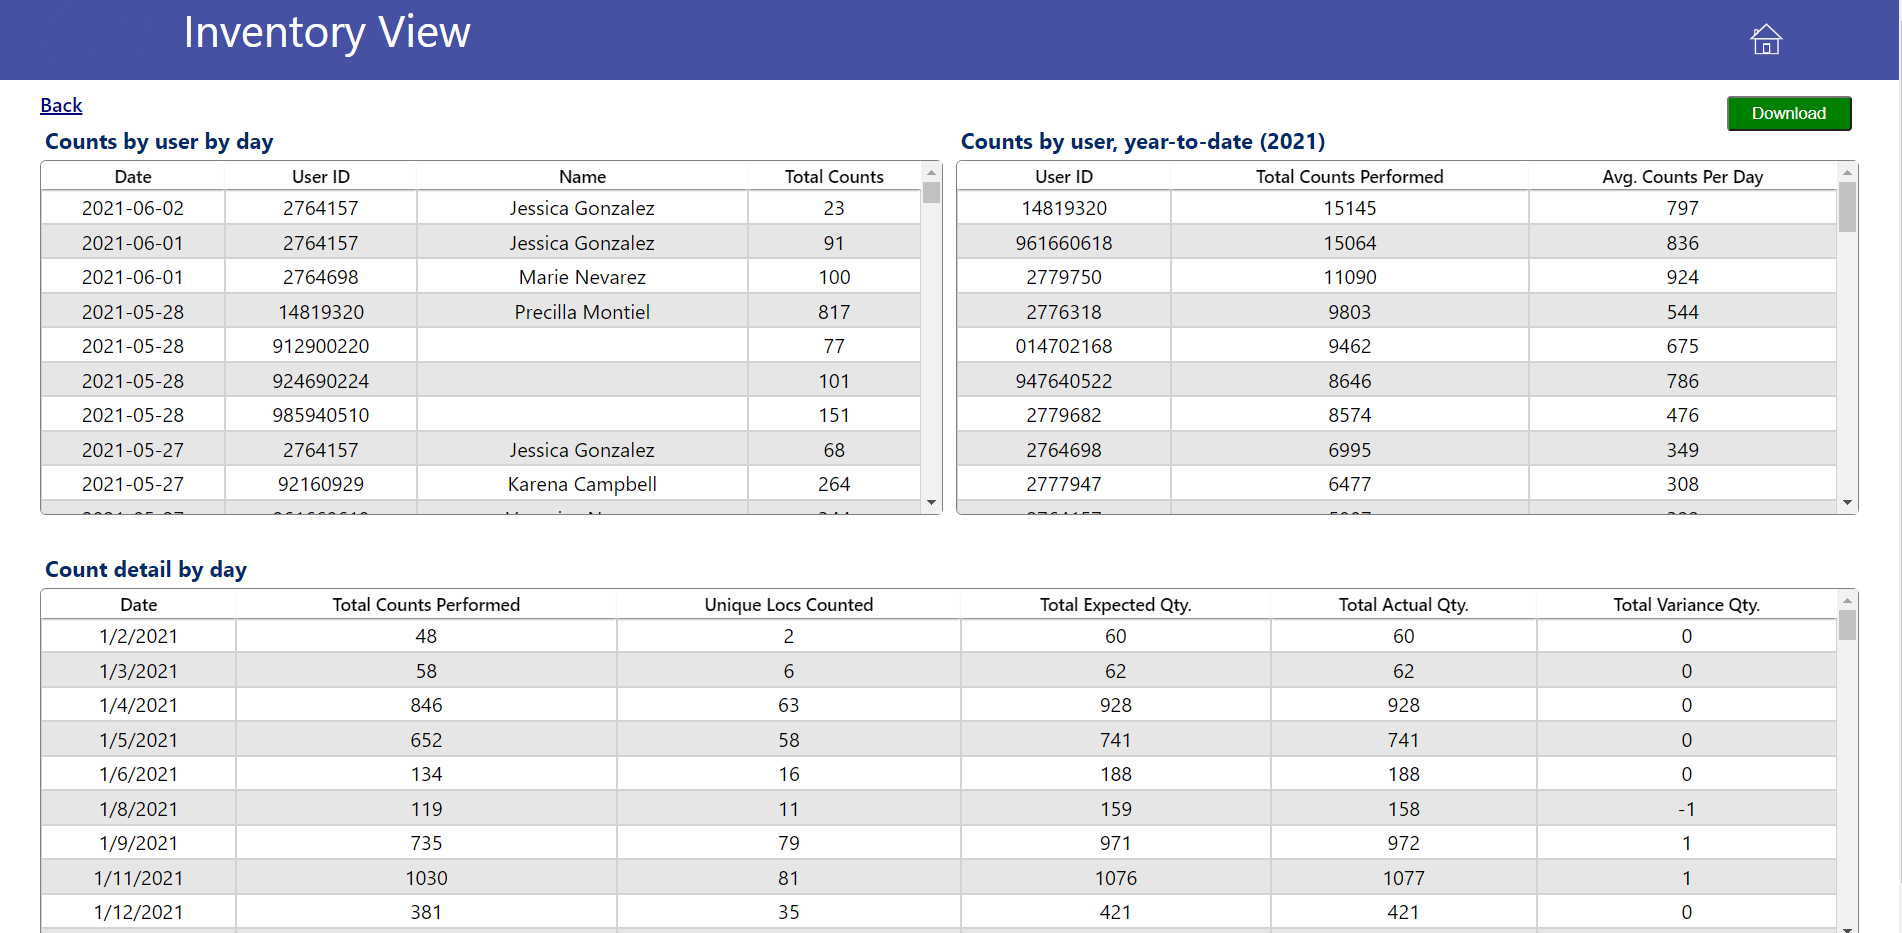 Inventory View
Back
Download
Counts by user by day
Date User ID Name Total Counts
2021-06-02 2764157 Jessica Gonzalez 23
2021-06-01 2764157 Jessica Gonzalez 91
2021-06-01 2764698 Marie Nevarez 100
2021-05-28 14819320 Precilla Montiel 817
2021-05-28 912900220 77
2021-05-28 924690224 101
2021-05-28 985940510 151
2021-05-27 2764157 Jessica Gonzalez 68
2021-05-27 92160929 Karena Campbell 264
Counts by user, year-to-date (2021)
User ID Total Counts Performed Avg. Counts Per Day
14819320 15145 797
961660618 15064 836
2779750 11090 924
2776318 9803 544
014702168 9462 675
947640522 8646 786
2779682 8574 476
2764698 6995 349
2777947 6477 308
Count detail by day
Date Total Counts Performed Unique Locs Counted Total Expected Qty. Total Actual Qty. Total Variance Qty.
1/2/2021 48 2 60 60 0
1/3/2021 58 6 62 62 0
1/4/2021 846 63 928 928 0
1/5/2021 652 58 741 741 0
1/6/2021 134 16 188 188 0
1/8/2021 119 11 159 158 -1
1/9/2021 735 79 971 972 1
1/11/2021 1030 81 1076 1077 1
1/12/2021 381 35 421 421 0